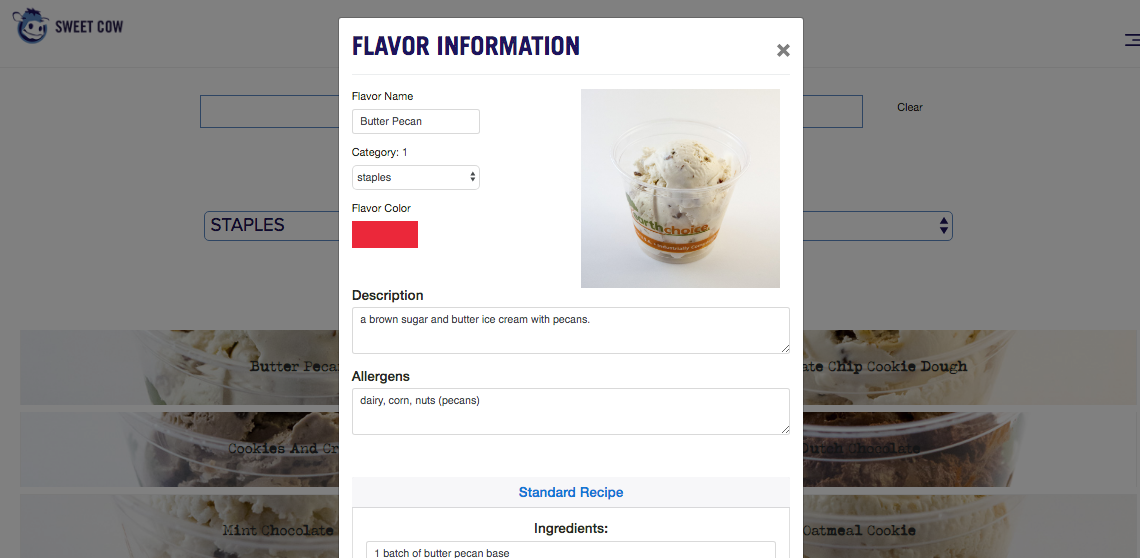 SWEET COW
FLAVOR INFORMATION
×
Flavor Name
Butter Pecan
Category: 1
staples
Flavor Color
Clear
STAPLES
orthchoice
Description
a brown sugar and butter ice cream with pecans.
Allergens
dairy, corn, nuts (pecans)
Standard Recipe
Ingredients:
1 batch of butter pecan base
Butter Peca
ate Chip Cookie Dough
Cookies And Cr
Dutch Chocolate
Mint Chocolate
Oatmeal Cookie